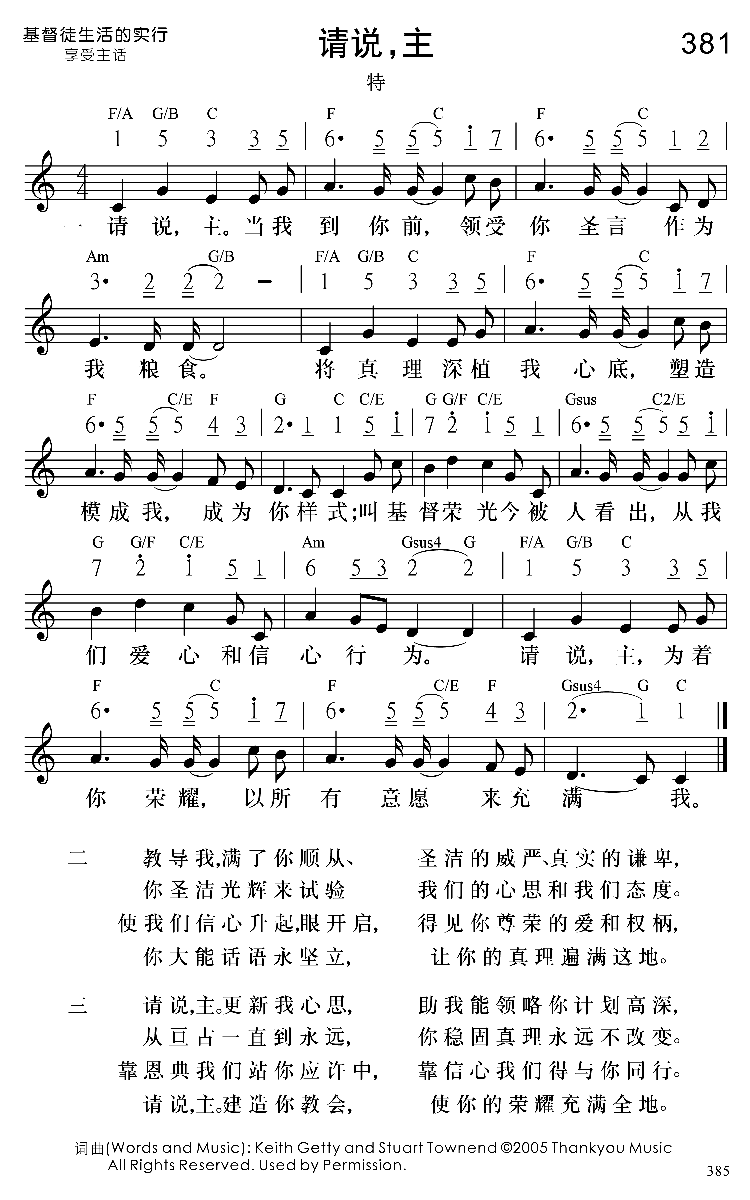 基督徒生活的实行
享受主话
请说,主
381
特
F/A G/B C F C F C
1 5 3 3 5 | 6• 5 5 5 i 7 | 6• 5 5 5 1 2 |
4/4
一 请 说, 主。当 我 到 你 前, 领 受 你 圣 言 作 为
Am G/B F/A G/B C F C
3• 2 2 2 – | 1 5 3 3 5 | 6• 5 5 5 i 7 |
我 粮 食。 将 真 理 深 植 我 心 底, 塑 造
F C/E F G C C/E G G/F C/E Gsus C2/E
6• 5 5 5 4 3 | 2• 1 1 5 i | 7 2̇ i 5 1 | 6• 5 5 5 i |
模 成 我, 成 为 你 样 式;叫 基 督 荣 光 今 被 人 看 出, 从 我
G G/F C/E Am Gsus4 G F/A G/B C
7 2̇ i 5 1 | 6 5 3 2 2 | 1 5 3 3 5 |
们 爱 心 和 信 心 行 为。 请 说, 主, 为 着
F C F C/E F Gsus4 G C
6• 5 5 5 i 7 | 6• 5 5 5 4 3 | 2• 1 1 ‖
你 荣 耀, 以 所 有 意 愿 来 充 满 我。
二 教导我,满了你顺从、 圣洁的威严、真实的谦卑,
你圣洁光辉来试验 我们的心思和我们态度。
使我们信心升起,眼开启, 得见你尊荣的爱和权柄,
你大能话语永坚立, 让你的真理遍满这地。
三 请说,主。更新我心思, 助我能领略你计划高深,
从亘古一直到永远, 你稳固真理永远不改变。
靠恩典我们站你应许中, 靠信心我们得与你同行。
请说,主。建造你教会, 使你的荣耀充满全地。
词曲(Words and Music): Keith Getty and Stuart Townend ©2005 Thankyou Music
All Rights Reserved. Used by Permission.
385